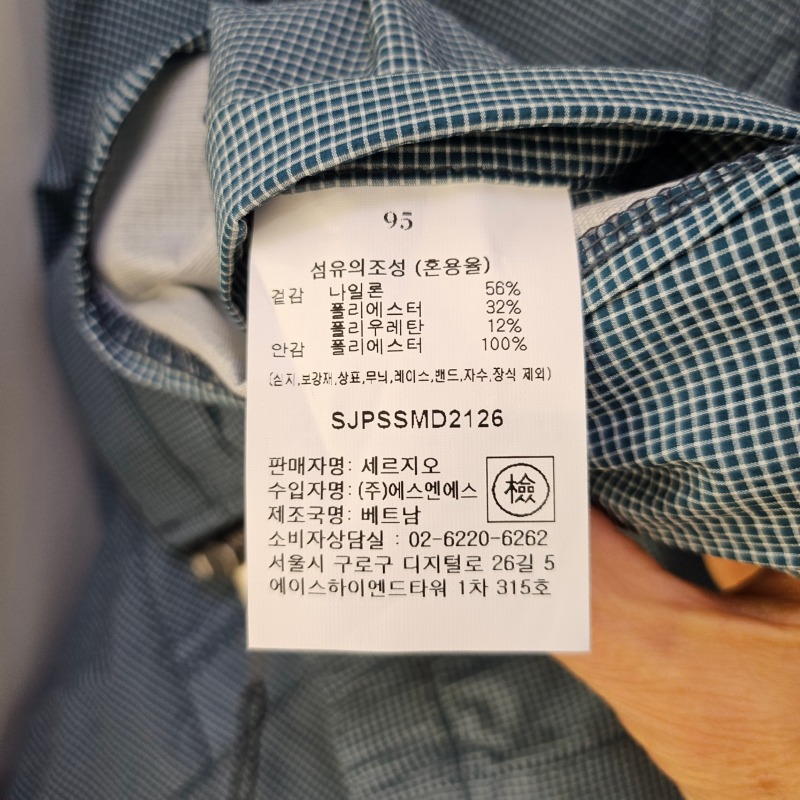 95
섬유의조성 (혼용율)
겉감 나일론 56%
폴리에스터 32%
폴리우레탄 12%
안감 폴리에스터 100%
(심지,보강재,상표,무늬,레이스,밴드,자수,장식 제외)
SJPSSMD2126
판매자명: 세르지오
수입자명: (주)에스엔에스
제조국명: 베트남
檢
소비자상담실 : 02-6220-6262
서울시 구로구 디지털로 26길 5
에이스하이엔드타워 1차 315호